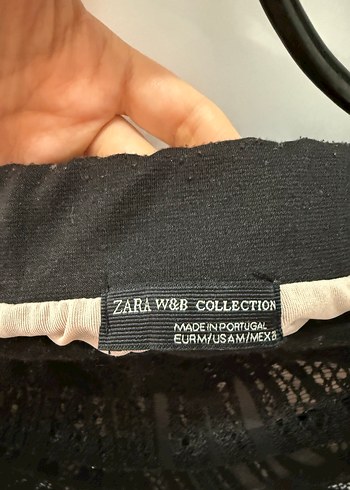 ZARA W&B COLLECTION
MADE IN PORTUGAL
EUR M/USA M/MEX 28